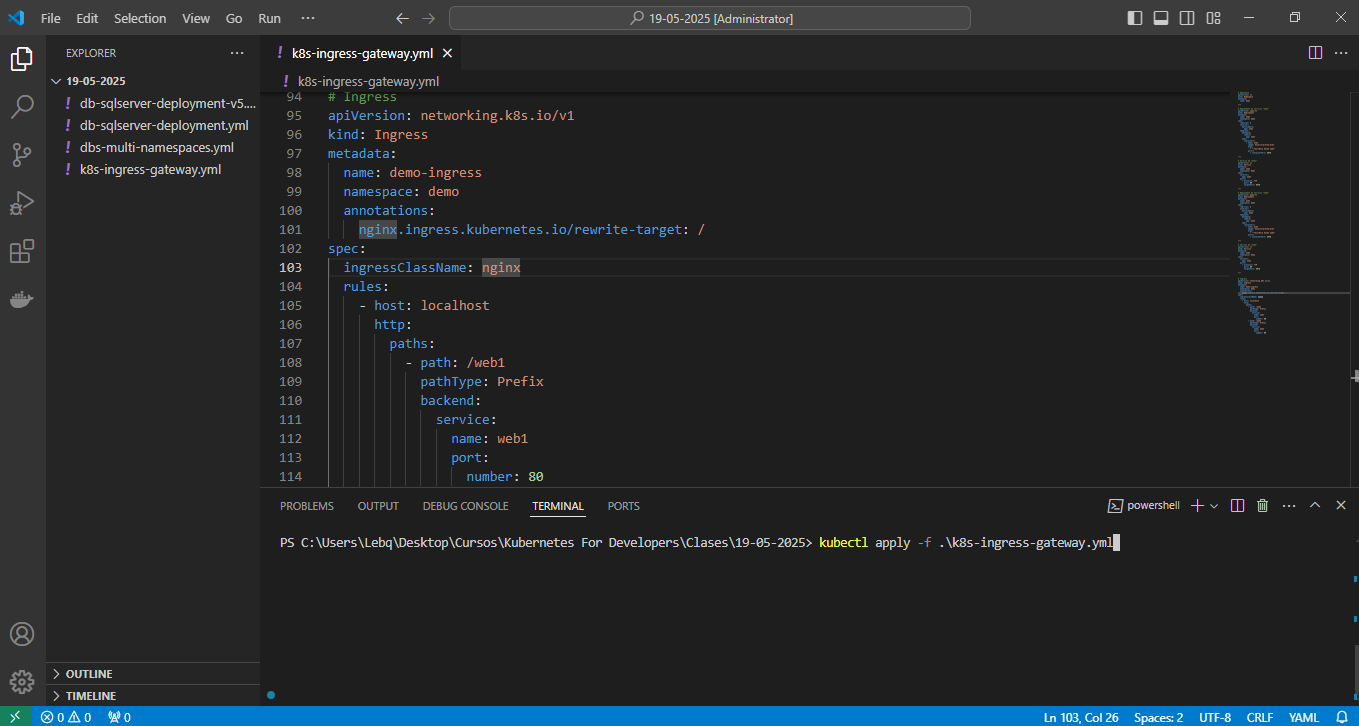 File Edit Selection View Go Run ···
19-05-2025 [Administrator]
EXPLORER
19-05-2025
! db-sqlserver-deployment-v5....
! db-sqlserver-deployment.yml
! dbs-multi-namespaces.yml
! k8s-ingress-gateway.yml
OUTLINE
TIMELINE
! k8s-ingress-gateway.yml
! k8s-ingress-gateway.yml
94 # Ingress
95 apiVersion: networking.k8s.io/v1
96 kind: Ingress
97 metadata:
98 name: demo-ingress
99 namespace: demo
100 annotations:
101 nginx.ingress.kubernetes.io/rewrite-target: /
102 spec:
103 ingressClassName: nginx
104 rules:
105 - host: localhost
106 http:
107 paths:
108 - path: /web1
109 pathType: Prefix
110 backend:
111 service:
112 name: web1
113 port:
114 number: 80
PROBLEMS OUTPUT DEBUG CONSOLE TERMINAL PORTS
powershell
PS C:\Users\Lebq\Desktop\Cursos\Kubernetes For Developers\Clases\19-05-2025> kubectl apply -f .\k8s-ingress-gateway.yml
0 0 0
Ln 103, Col 26 Spaces: 2 UTF-8 CRLF YAML